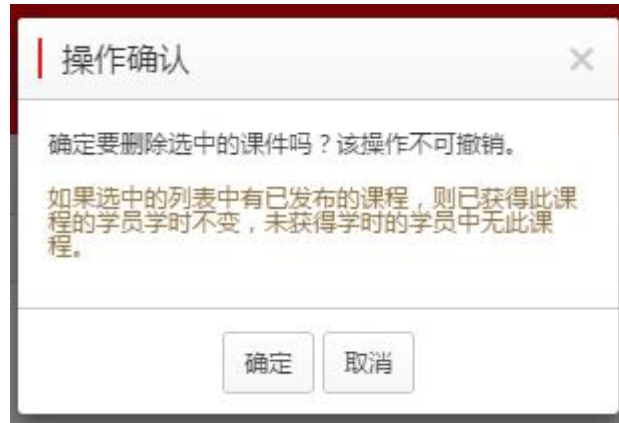 操作确认
确定要删除选中的课件吗？该操作不可撤销。
如果选中的列表中有已发布的课程，则已获得此课
程的学员学时不变，未获得学时的学员中无此课
程。
确定 取消